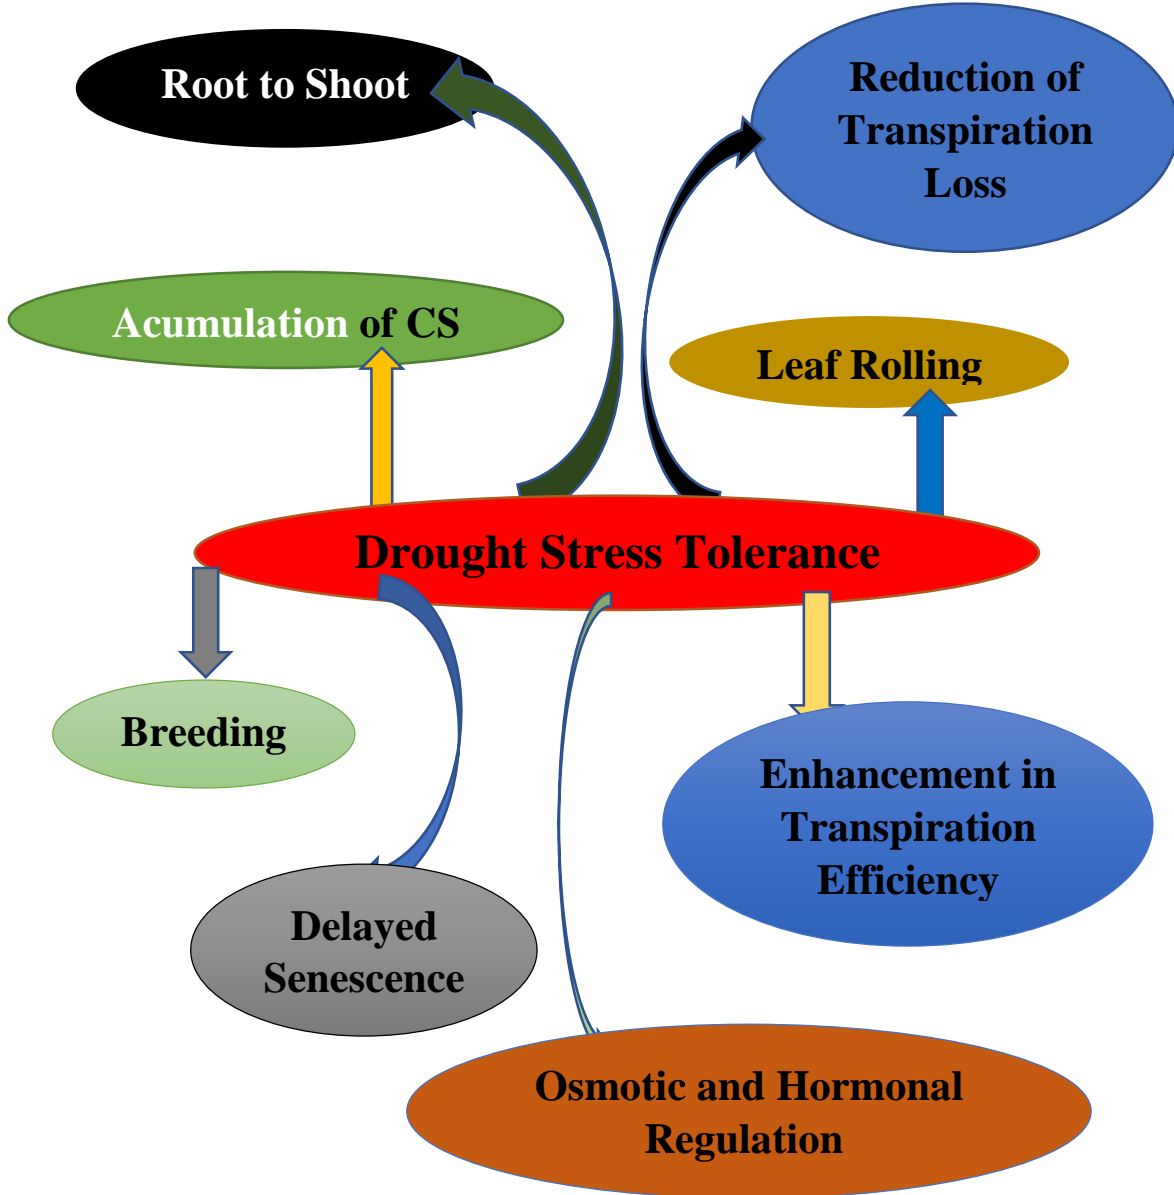 Root to Shoot
Reduction of
Transpiration
Loss
Acumulation of CS
Leaf Rolling
Drought Stress Tolerance
Breeding
Enhancement in
Transpiration
Efficiency
Delayed
Senescence
Osmotic and Hormonal
Regulation